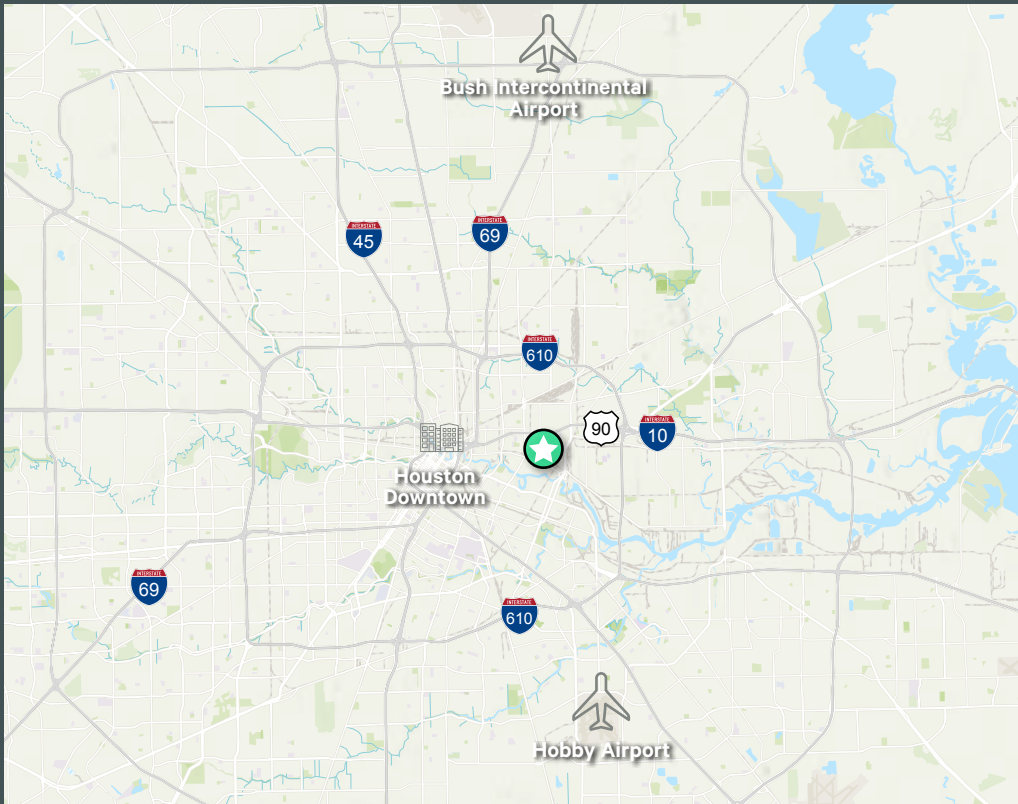 Bush Intercontinental
Airport
INTERSTATE
45
INTERSTATE
69
INTERSTATE
610
90
INTERSTATE
10
Houston
Downtown
INTERSTATE
69
INTERSTATE
610
Hobby Airport